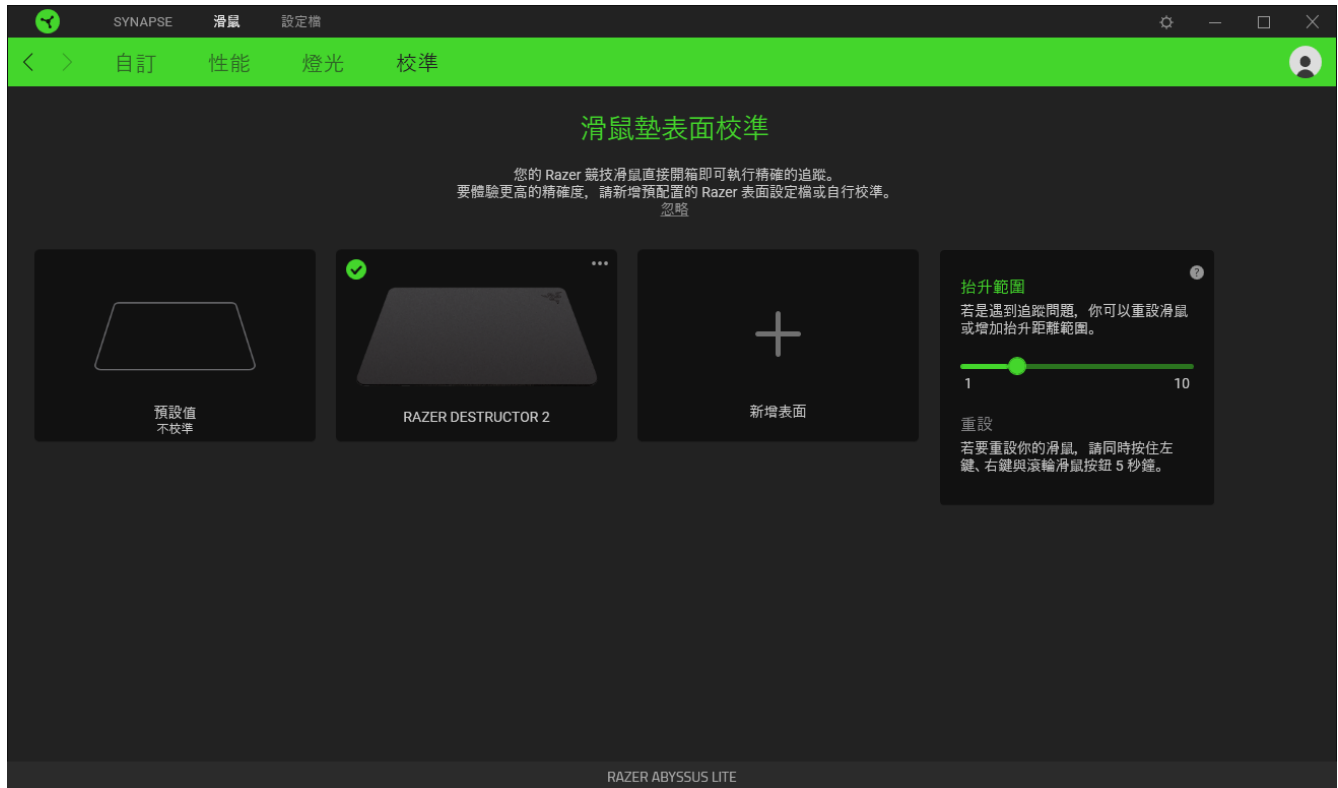 SYNAPSE 滑鼠 設定檔
自訂 性能 燈光 校準
滑鼠墊表面校準
您的 Razer 競技滑鼠直接開箱即可執行精確的追蹤。
要體驗更高的精確度，請新增預配置的 Razer 表面設定檔或自行校準。
忽略
預設值
不校準
RAZER DESTRUCTOR 2
新增表面
?
抬升範圍
若是遇到追蹤問題，你可以重設滑鼠
或增加抬升距離範圍。
1 10
重設
若要重設你的滑鼠，請同時按住左
鍵、右鍵與滾輪滑鼠按鈕 5 秒鐘。
RAZER ABYSSUS LITE